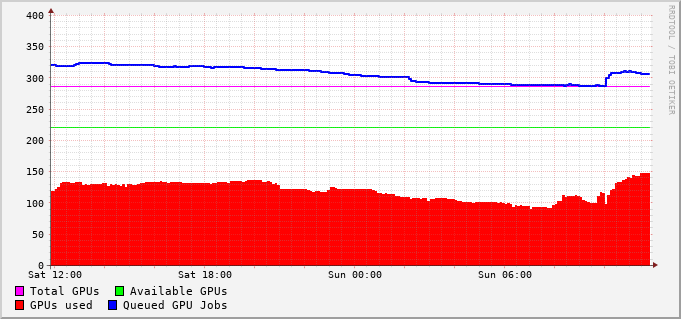 400
350
300
250
200
150
100
50
0
Sat 12:00 Sat 18:00 Sun 00:00 Sun 06:00
Total GPUs Available GPUs
GPUs used Queued GPU Jobs
RRDTOOL / TOBI OETIKER